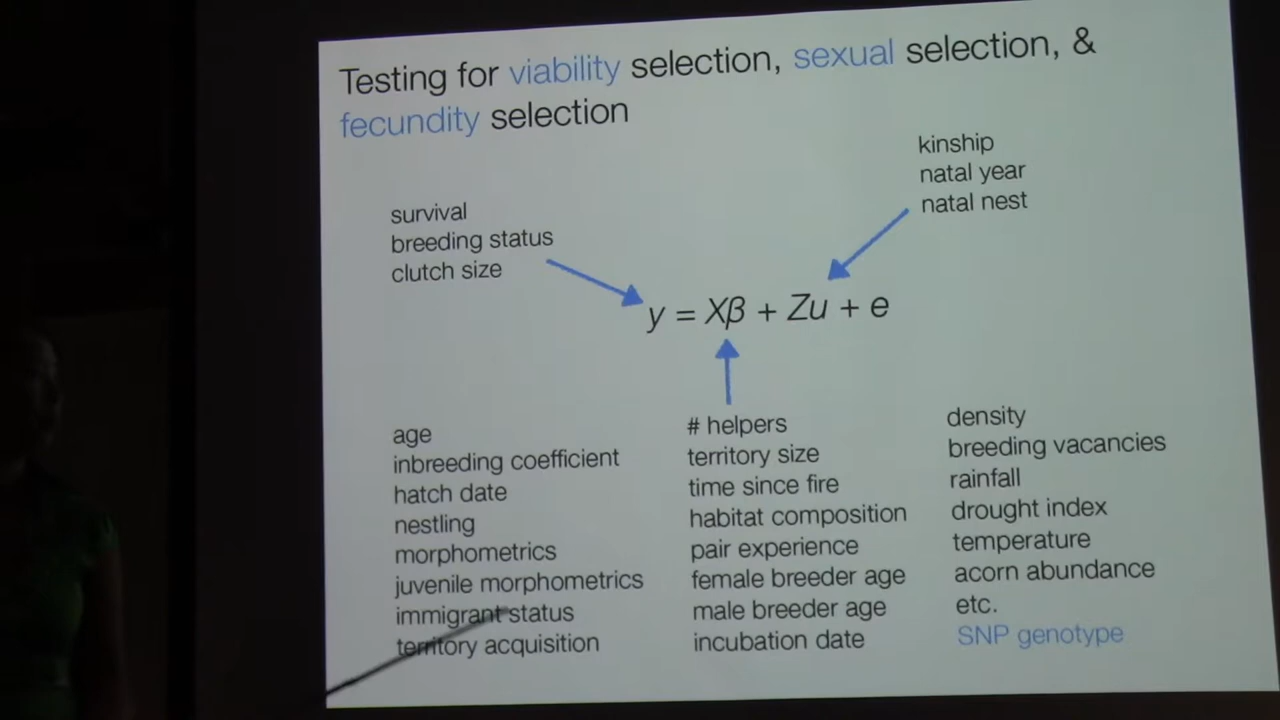 Testing for viability selection, sexual selection, &
fecundity selection
kinship
natal year
natal nest
survival
breeding status
clutch size
y = Xβ + Zu + e
age
inbreeding coefficient
hatch date
nestling
morphometrics
juvenile morphometrics
immigrant status
territory acquisition
# helpers
territory size
time since fire
habitat composition
pair experience
female breeder age
male breeder age
incubation date
density
breeding vacancies
rainfall
drought index
temperature
acorn abundance
etc.
SNP genotype